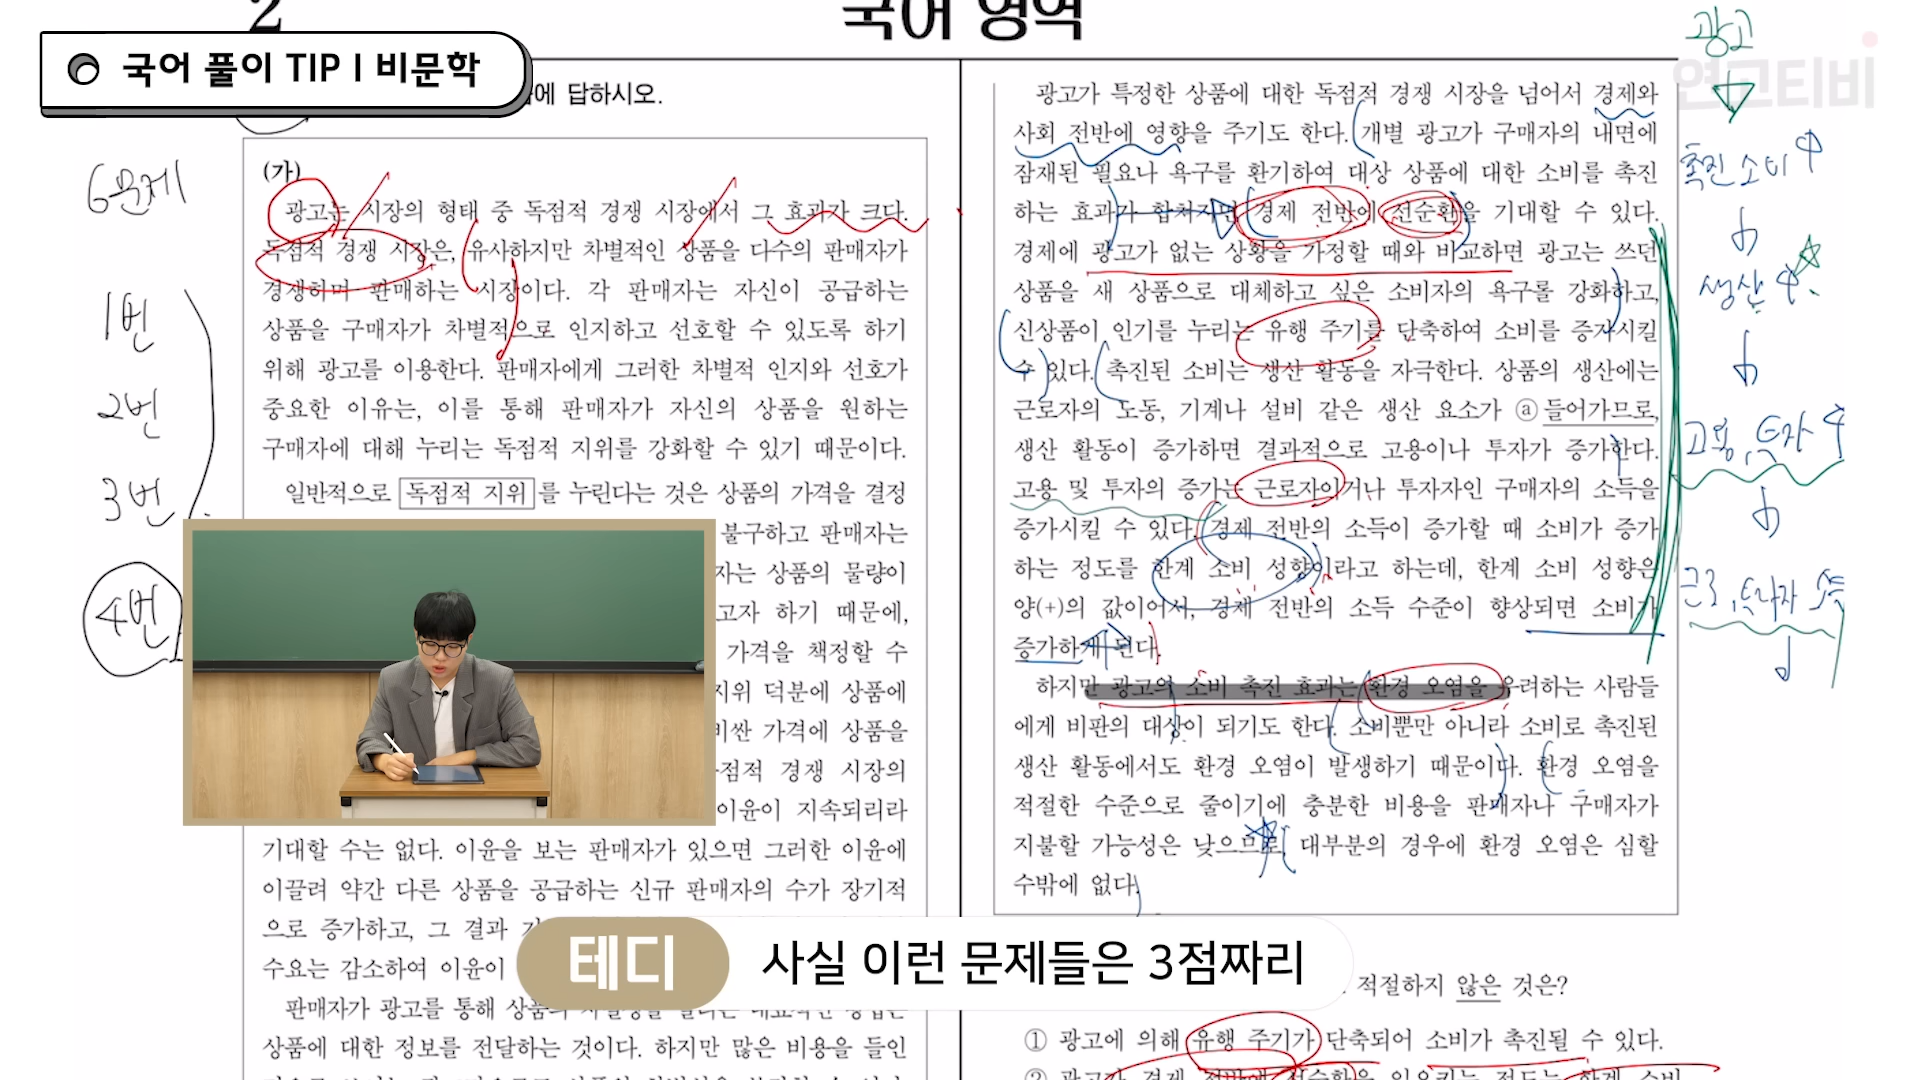 2
국어 영역
국어 풀이 TIP I 비문학
에 답하시오.
연고티비
6문제
1번
2번
3번
4번
(가)
광고는 시장의 형태 중 독점적 경쟁 시장에서 그 효과가 크다.
독점적 경쟁 시장은, 유사하지만 차별적인 상품을 다수의 판매자가
경쟁하며 판매하는 시장이다. 각 판매자는 자신이 공급하는
상품을 구매자가 차별적으로 인지하고 선호할 수 있도록 하기
위해 광고를 이용한다. 판매자에게 그러한 차별적 인지와 선호가
중요한 이유는, 이를 통해 판매자가 자신의 상품을 원하는
구매자에 대해 누리는 독점적 지위를 강화할 수 있기 때문이다.
일반적으로 독점적 지위를 누린다는 것은 상품의 가격을 결정
불구하고 판매자는
자는 상품의 물량이
고자 하기 때문에,
가격을 책정할 수
지위 덕분에 상품에
비싼 가격에 상품을
점적 경쟁 시장의
이윤이 지속되리라
기대할 수는 없다. 이윤을 보는 판매자가 있으면 그러한 이윤에
이끌려 약간 다른 상품을 공급하는 신규 판매자의 수가 장기적
으로 증가하고, 그 결과
수요는 감소하여 이윤이
판매자가 광고를 통해
상품에 대한 정보를 전달하는 것이다. 하지만 많은 비용을 들인
광고가 특정한 상품에 대한 독점적 경쟁 시장을 넘어서 경제와
사회 전반에 영향을 주기도 한다. 개별 광고가 구매자의 내면에
잠재된 필요나 욕구를 환기하여 대상 상품에 대한 소비를 촉진
하는 효과가 합쳐지면 경제 전반에 선순환을 기대할 수 있다.
경제에 광고가 없는 상황을 가정할 때와 비교하면 광고는 쓰던
상품을 새 상품으로 대체하고 싶은 소비자의 욕구를 강화하고,
신상품이 인기를 누리는 유행 주기를 단축하여 소비를 증가시킬
수 있다. 촉진된 소비는 생산 활동을 자극한다. 상품의 생산에는
근로자의 노동, 기계나 설비 같은 생산 요소가 ⓐ 들어가므로,
생산 활동이 증가하면 결과적으로 고용이나 투자가 증가한다.
고용 및 투자의 증가는 근로자이거나 투자자인 구매자의 소득을
증가시킬 수 있다. 경제 전반의 소득이 증가할 때 소비가 증가
하는 정도를 한계 소비 성향이라고 하는데, 한계 소비 성향은
양(+)의 값이어서, 경제 전반의 소득 수준이 향상되면 소비가
증가하게 된다.
하지만 광고의 소비 촉진 효과는 환경 오염을 우려하는 사람들
에게 비판의 대상이 되기도 한다. 소비뿐만 아니라 소비로 촉진된
생산 활동에서도 환경 오염이 발생하기 때문이다. 환경 오염을
적절한 수준으로 줄이기에 충분한 비용을 판매자나 구매자가
지불할 가능성은 낮으므로, 대부분의 경우에 환경 오염은 심할
수밖에 없다.
적절하지 않은 것은?
① 광고에 의해 유행 주기가 단축되어 소비가 촉진될 수 있다.
광고
촉진 소비
생산
고용, 투자
근로, 투자자 소득
테디 사실 이런 문제들은 3점짜리